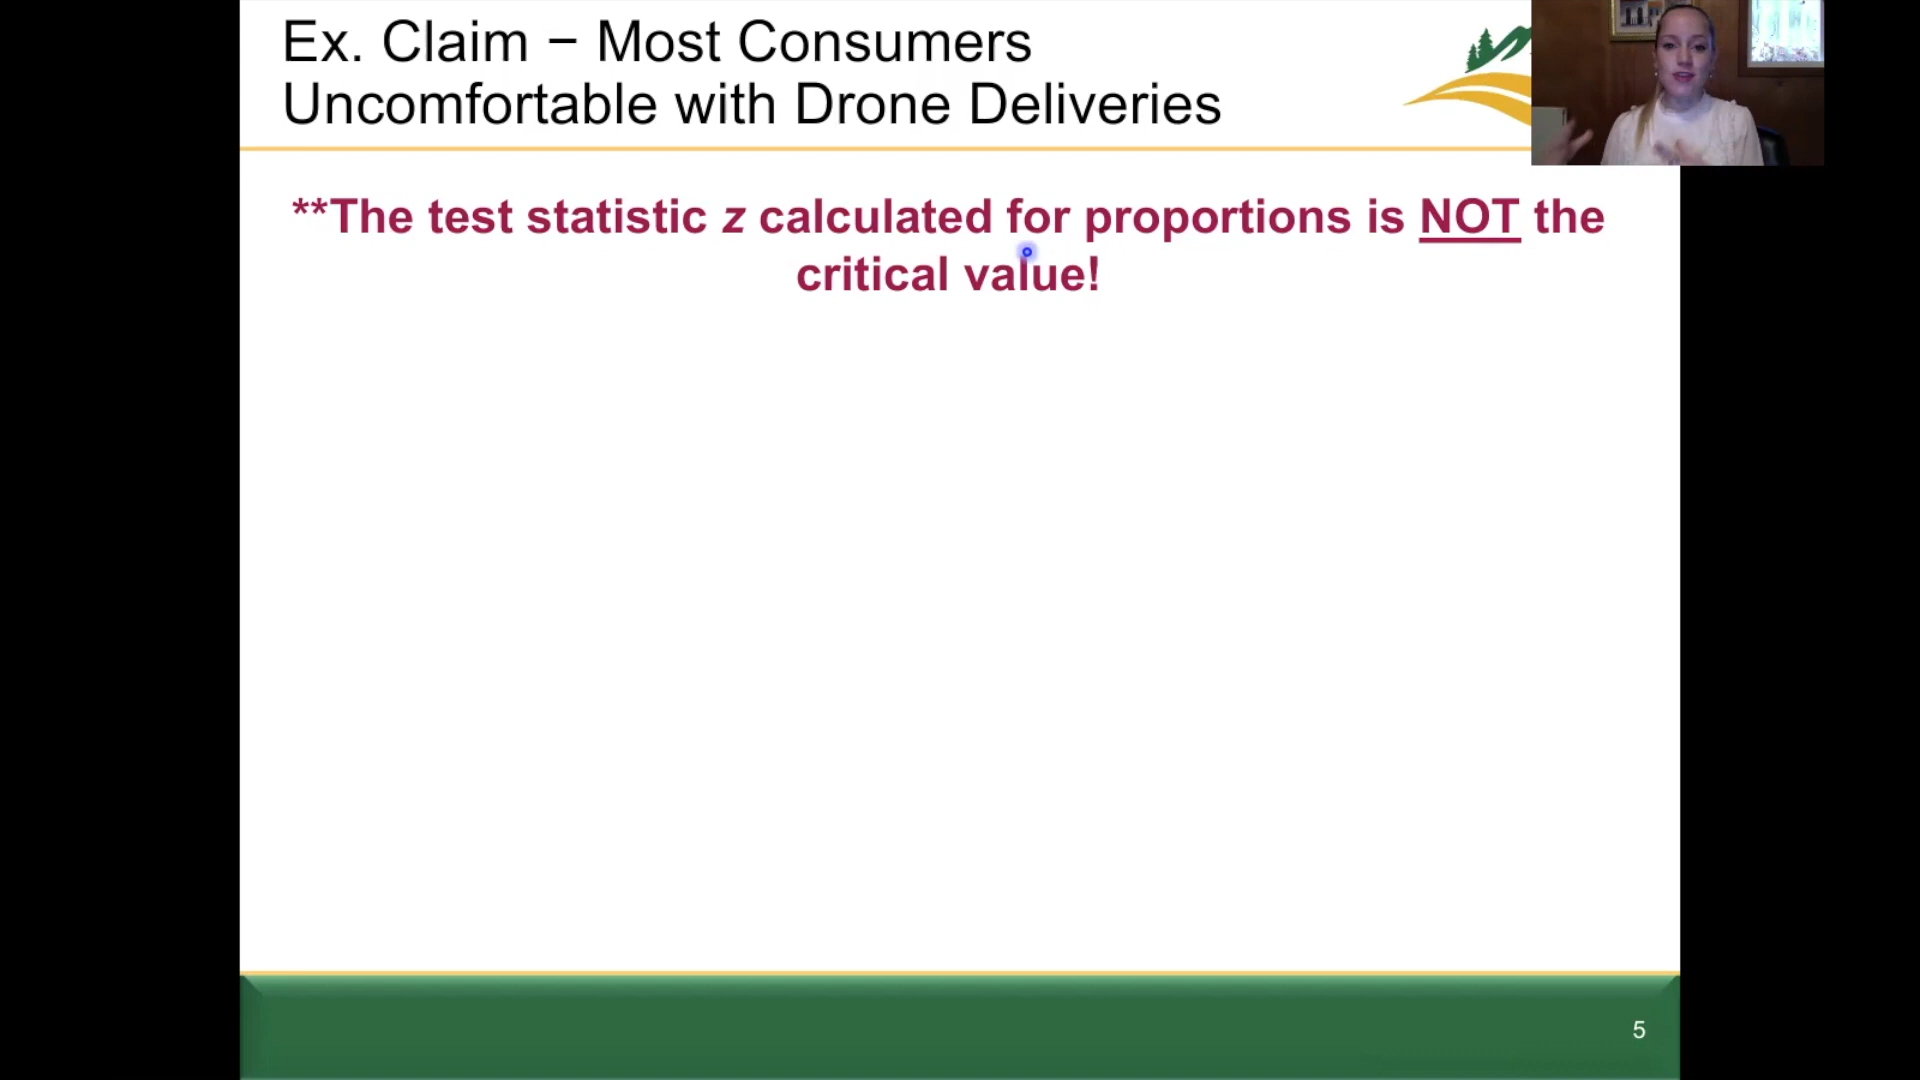 Ex. Claim − Most Consumers
Uncomfortable with Drone Deliveries
**The test statistic z calculated for proportions is NOT the
critical value!
5